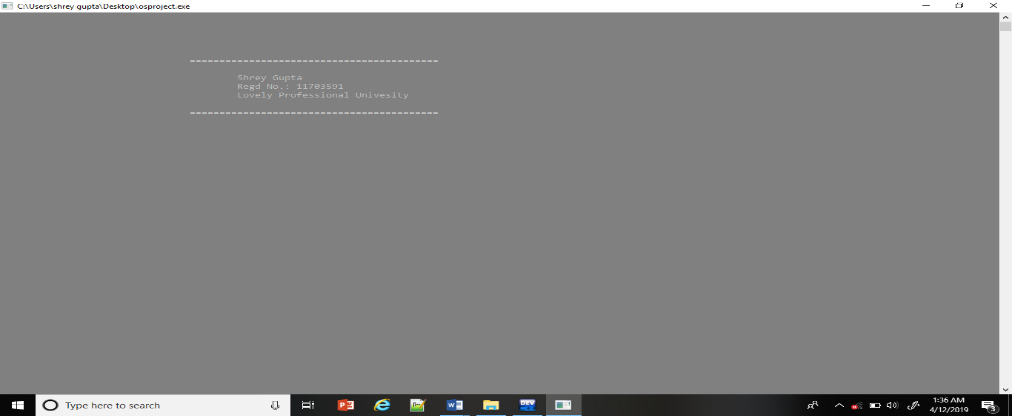 C:\Users\shrey gupta\Desktop\osproject.exe
------------------------------------------
Shrey Gupta
Regd No.: 11703591
Lovely Professional Univesity
------------------------------------------
Type here to search
1:36 AM
4/12/2019